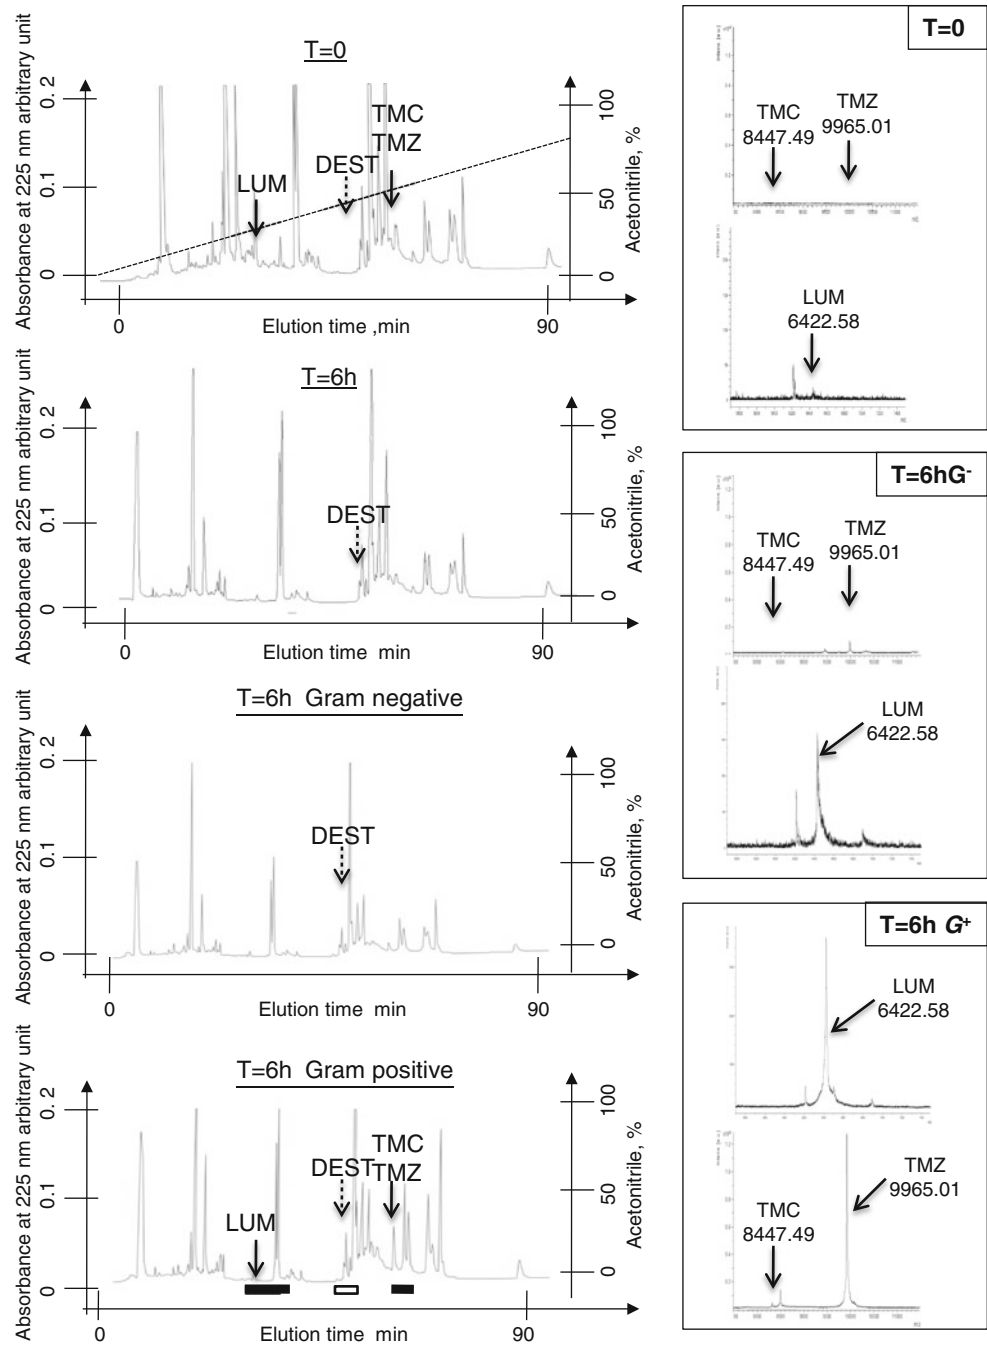 T=0
Absorbance at 225 nm arbitrary unit
0. 2
0.1
0
TMC
TMZ
DEST
LUM
100
50
0
Acetonitrile, %
0
Elution time ,min
90
T=6h
Absorbance at 225 nm arbitrary unit
0. 2
0.1
0
DEST
100
50
0
Acetonitrile, %
0
Elution time min
90
T=6h Gram negative
Absorbance at 225 nm arbitrary unit
0. 2
0.1
0
DEST
100
50
0
Acetonitrile, %
0
Elution time min
90
T=6h Gram positive
Absorbance at 225 nm arbitrary unit
0. 2
0.1
0
TMC
DEST
TMZ
LUM
100
50
0
Acetonitrile, %
0
Elution time min
90
T=0
TMC
8447.49
TMZ
9965.01
LUM
6422.58
T=6hG-
TMC
8447.49
TMZ
9965.01
LUM
6422.58
T=6h G+
LUM
6422.58
TMZ
9965.01
TMC
8447.49